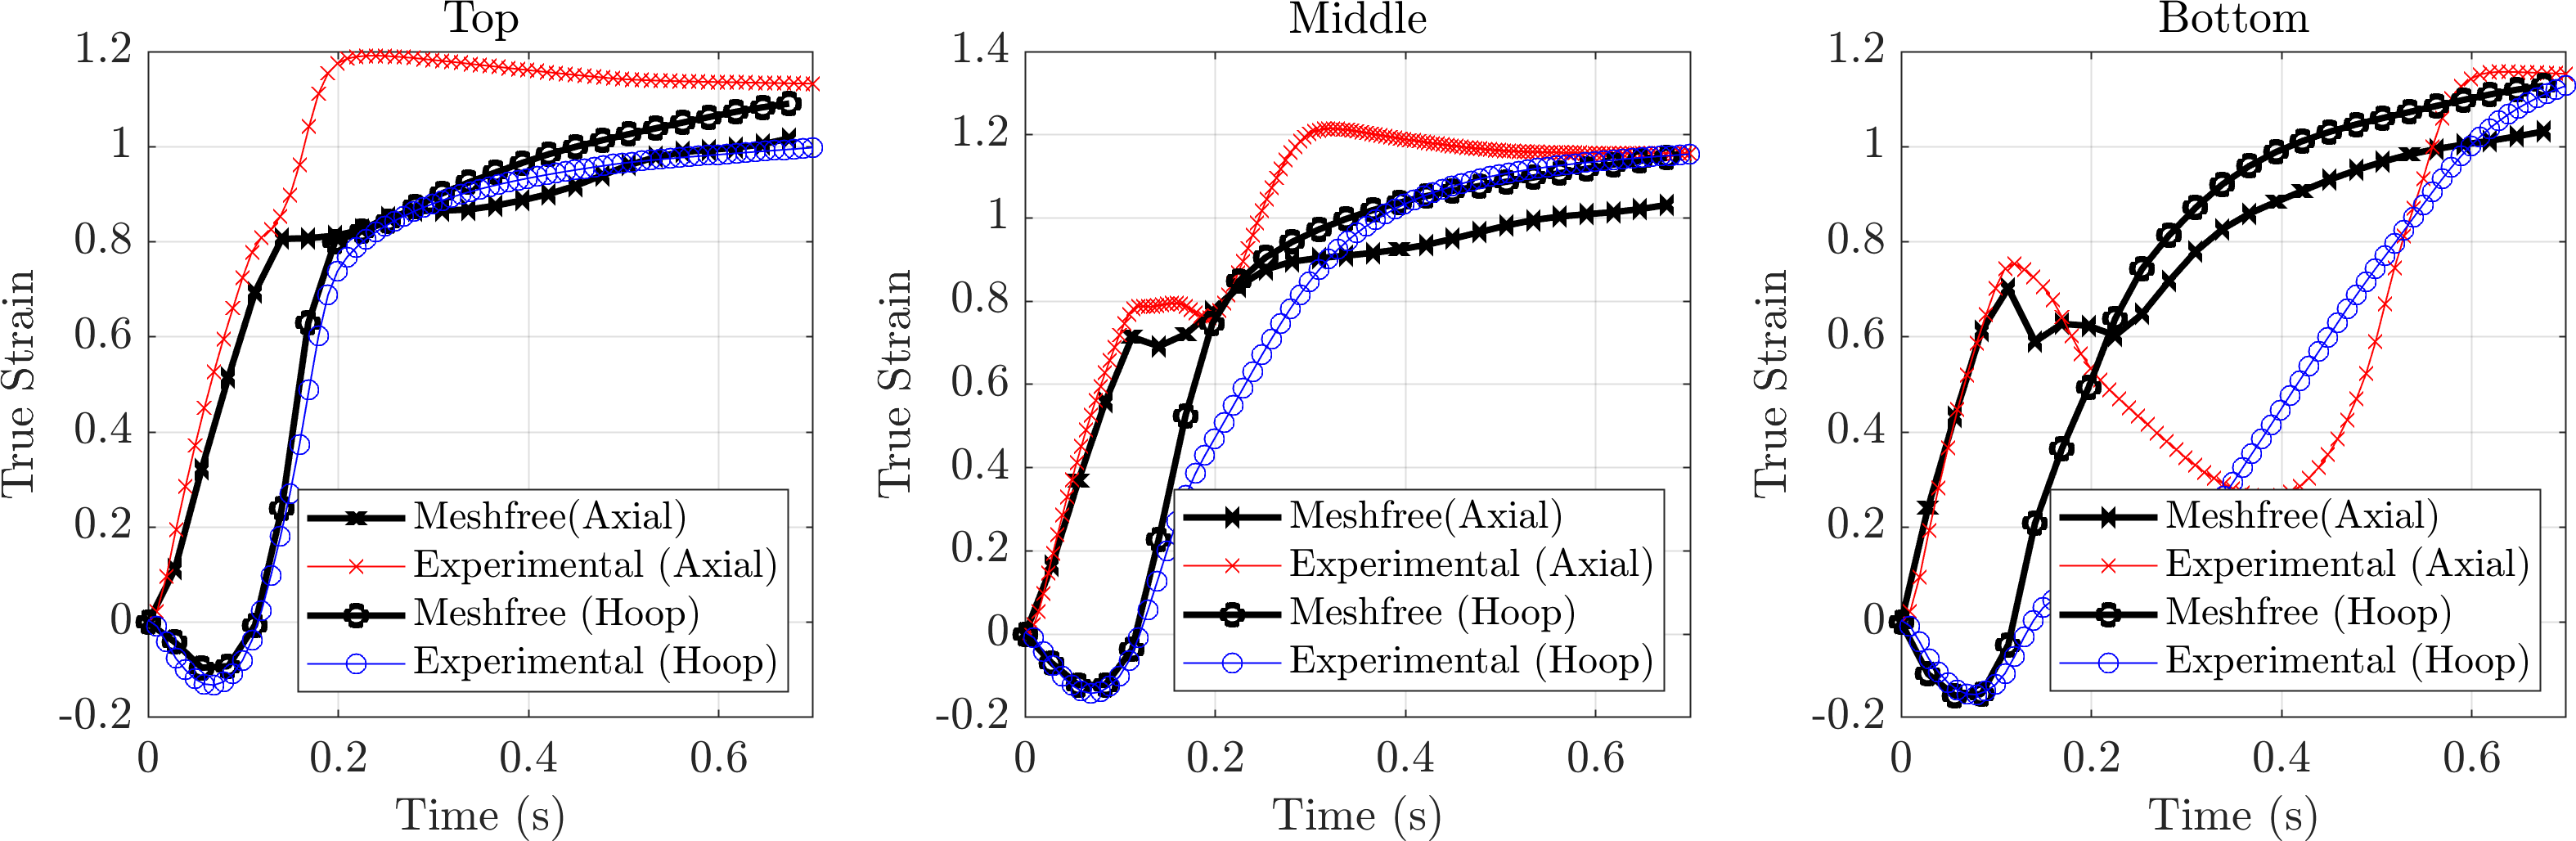 Top
1.2
1
0.8
0.6
0.4
0.2
0
-0.2
True Strain
0
0.2
0.4
0.6
Time (s)
Meshfree(Axial)
Experimental (Axial)
Meshfree (Hoop)
Experimental (Hoop)
Middle
1.4
1.2
1
0.8
0.6
0.4
0.2
0
-0.2
True Strain
0
0.2
0.4
0.6
Time (s)
Meshfree(Axial)
Experimental (Axial)
Meshfree (Hoop)
Experimental (Hoop)
Bottom
1.2
1
0.8
0.6
0.4
0.2
0
-0.2
True Strain
0
0.2
0.4
0.6
Time (s)
Meshfree(Axial)
Experimental (Axial)
Meshfree (Hoop)
Experimental (Hoop)